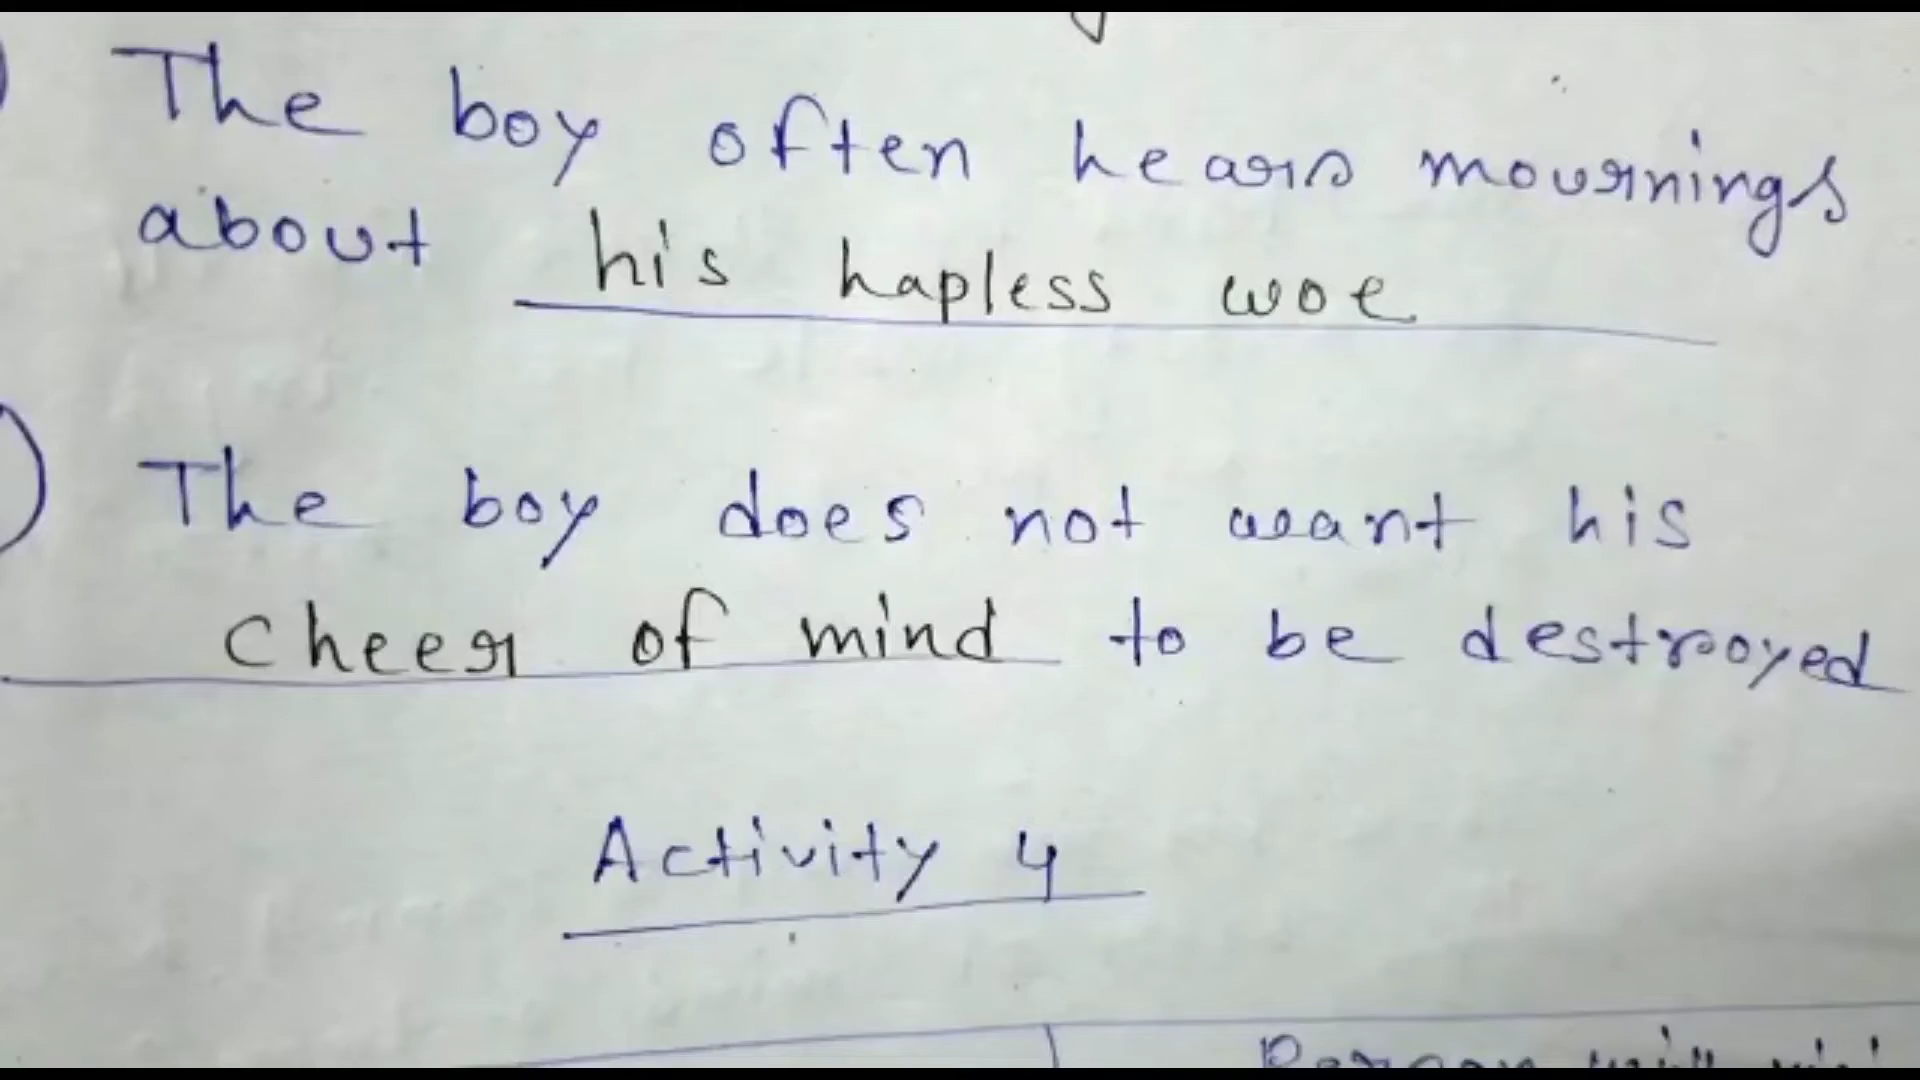 The boy often hears mournings
about his hapless woe
The boy does not want his
cheer of mind to be destroyed
Activity 4
Person